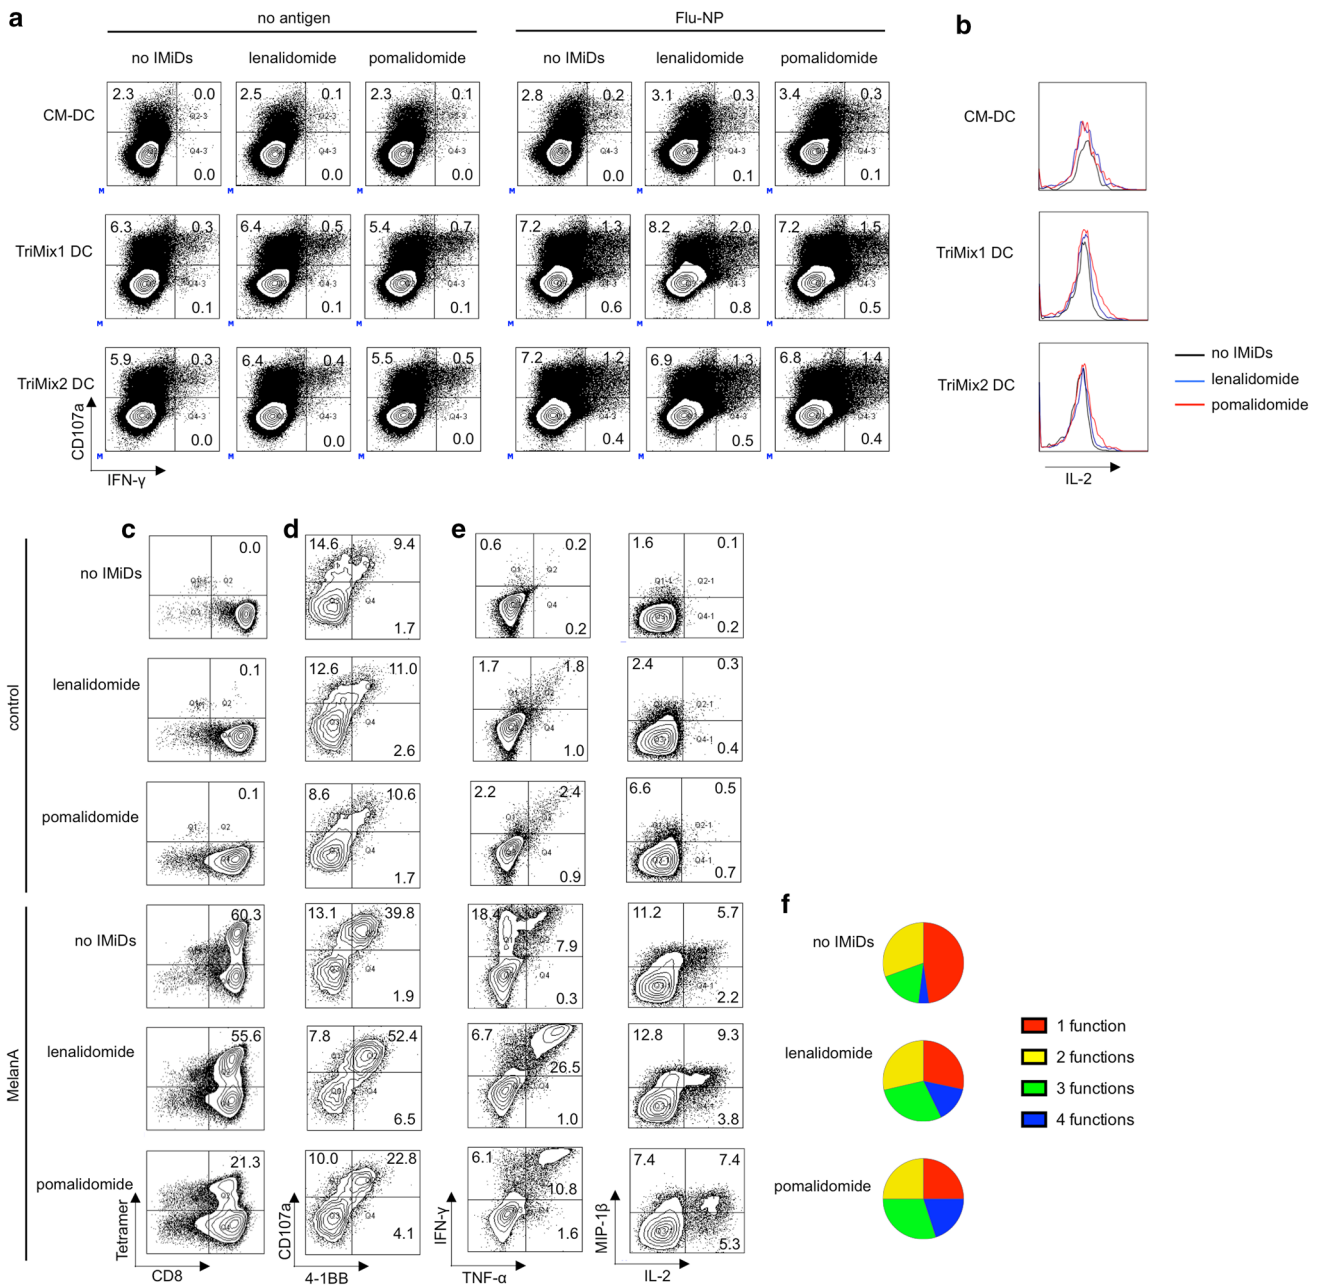 a
no antigen
Flu-NP
b
no IMiDs lenalidomide pomalidomide no IMiDs lenalidomide pomalidomide
CM-DC
2.3 0.0 2.5 0.1 2.3 0.1 2.8 0.2 3.1 0.3 3.4 0.3
0.0 0.0 0.0 0.0 0.1 0.1
CM-DC
TriMix1 DC
6.3 0.3 6.4 0.5 5.4 0.7 7.2 1.3 8.2 2.0 7.2 1.5
0.1 0.1 0.1 0.6 0.8 0.5
TriMix1 DC
TriMix2 DC
5.9 0.3 6.4 0.4 5.5 0.5 7.2 1.2 6.9 1.3 6.8 1.4
0.0 0.0 0.0 0.4 0.5 0.4
TriMix2 DC
CD107a
IFN-γ
IL-2
no IMiDs
lenalidomide
pomalidomide
c d e
control
no IMiDs
0.0 14.6 9.4 0.6 0.2 1.6 0.1
1.7 0.2 0.2
lenalidomide
0.1 12.6 11.0 1.7 1.8 2.4 0.3
2.6 1.0 0.4
pomalidomide
0.1 8.6 10.6 2.2 2.4 6.6 0.5
1.7 0.9 0.7
MelanA
no IMiDs
60.3 13.1 39.8 18.4 7.9 11.2 5.7
1.9 0.3 2.2
lenalidomide
55.6 7.8 52.4 6.7 26.5 12.8 9.3
6.5 1.0 3.8
pomalidomide
21.3 10.0 22.8 6.1 10.8 7.4 7.4
4.1 1.6 5.3
Tetramer
CD8
CD107a
4-1BB
IFN-γ
TNF-α
MIP-1β
IL-2
f
no IMiDs
lenalidomide
pomalidomide
1 function
2 functions
3 functions
4 functions